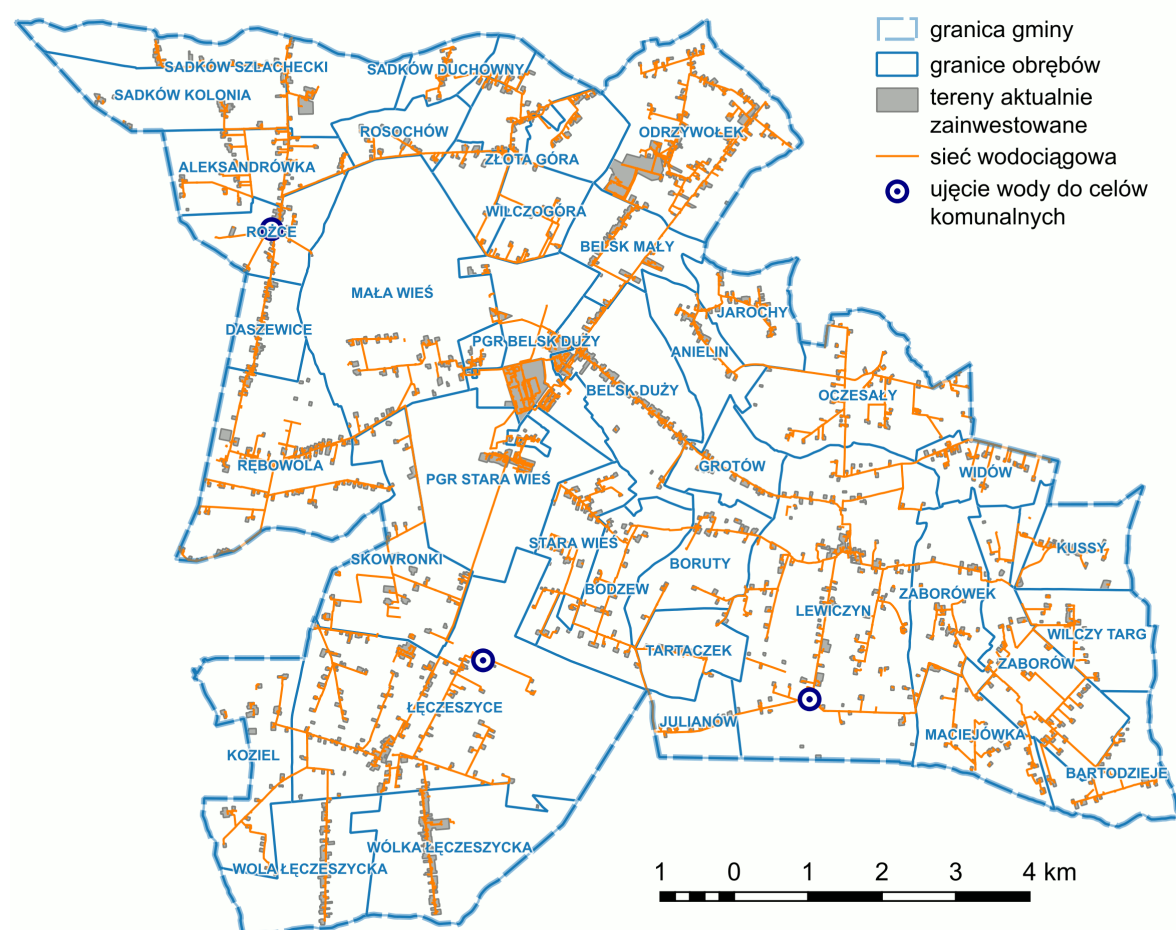 granica gminy
granice obrębów
tereny aktualnie
zainwestowane
sieć wodociągowa
ujęcie wody do celów
komunalnych
SADKÓW SZLACHECKI
SADKÓW DUCHOWNY
SADKÓW KOLONIA
ROSOCHÓW
ODRZYWOŁEK
ZŁOTA GÓRA
ALEKSANDRÓWKA
WILCZOGÓRA
ROŻCE
BELSK MAŁY
MAŁA WIEŚ
JAROCHY
DASZEWICE
PGR BELSK DUŻY
ANIELIN
BELSK DUŻY
OCZESAŁY
RĘBOWOLA
GROTÓW
WIDÓW
PGR STARA WIEŚ
STARA WIEŚ
KUSSY
SKOWRONKI
BORUTY
BODZEW
ZABORÓWEK
LEWICZYN
WILCZY TARG
TARTACZEK
ZABORÓW
ŁĘCZESZYCE
JULIANÓW
MACIEJÓWKA
KOZIEL
BARTODZIEJE
WÓLKA ŁĘCZESZYCKA
WOLA ŁĘCZESZYCKA
1 0 1 2 3 4 km